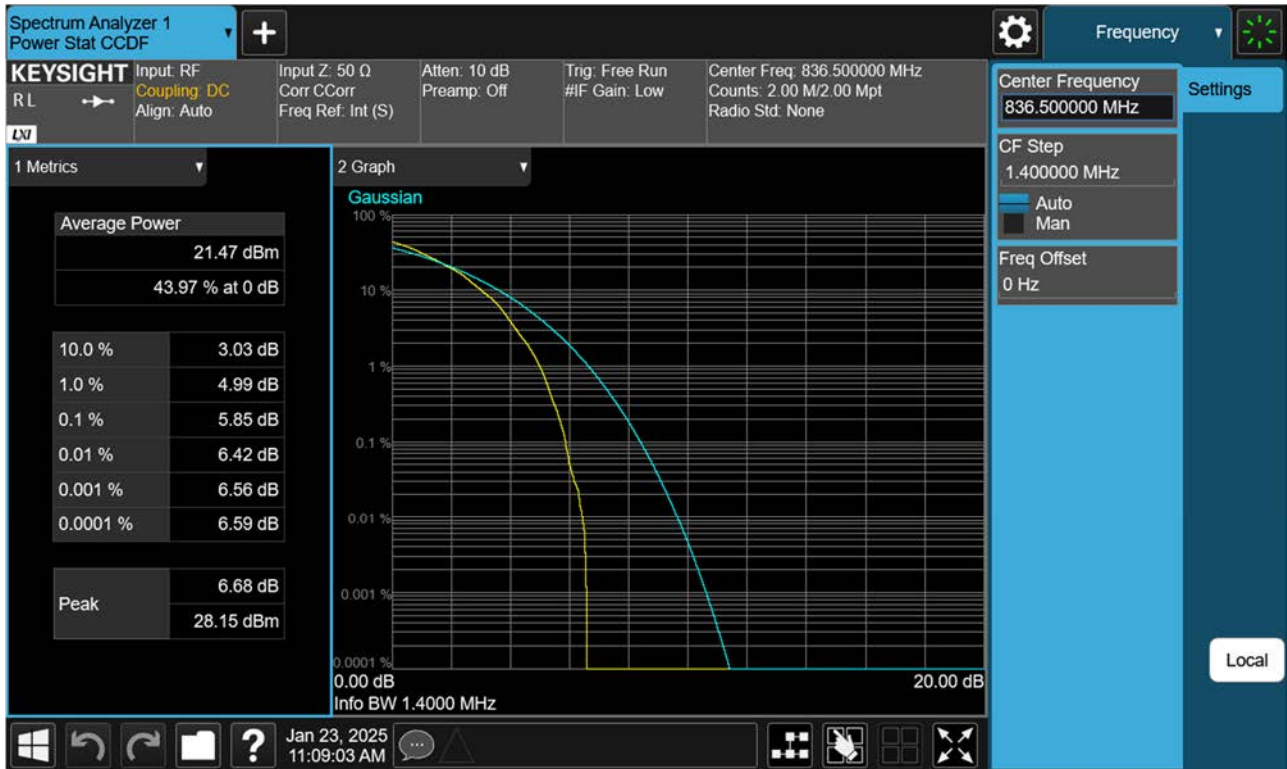 Spectrum Analyzer 1
Power Stat CCDF
+
Frequency
KEYSIGHT
RL
LXI
Input: RF
Coupling: DC
Align: Auto
Input Z: 50 Ω
Corr CCorr
Freq Ref: Int (S)
Atten: 10 dB
Preamp: Off
Trig: Free Run
#IF Gain: Low
Center Freq: 836.500000 MHz
Counts: 2.00 M/2.00 Mpt
Radio Std: None
Center Frequency
836.500000 MHz
Settings
CF Step
1.400000 MHz
Auto
Man
Freq Offset
0 Hz
Local
1 Metrics
Average Power
21.47 dBm
43.97 % at 0 dB
10.0 % 3.03 dB
1.0 % 4.99 dB
0.1 % 5.85 dB
0.01 % 6.42 dB
0.001 % 6.56 dB
0.0001 % 6.59 dB
Peak 6.68 dB
28.15 dBm
2 Graph
Gaussian
100 %
10 %
1 %
0.1 %
0.01 %
0.001 %
0.0001 %
0.00 dB 20.00 dB
Info BW 1.4000 MHz
?
Jan 23, 2025
11:09:03 AM